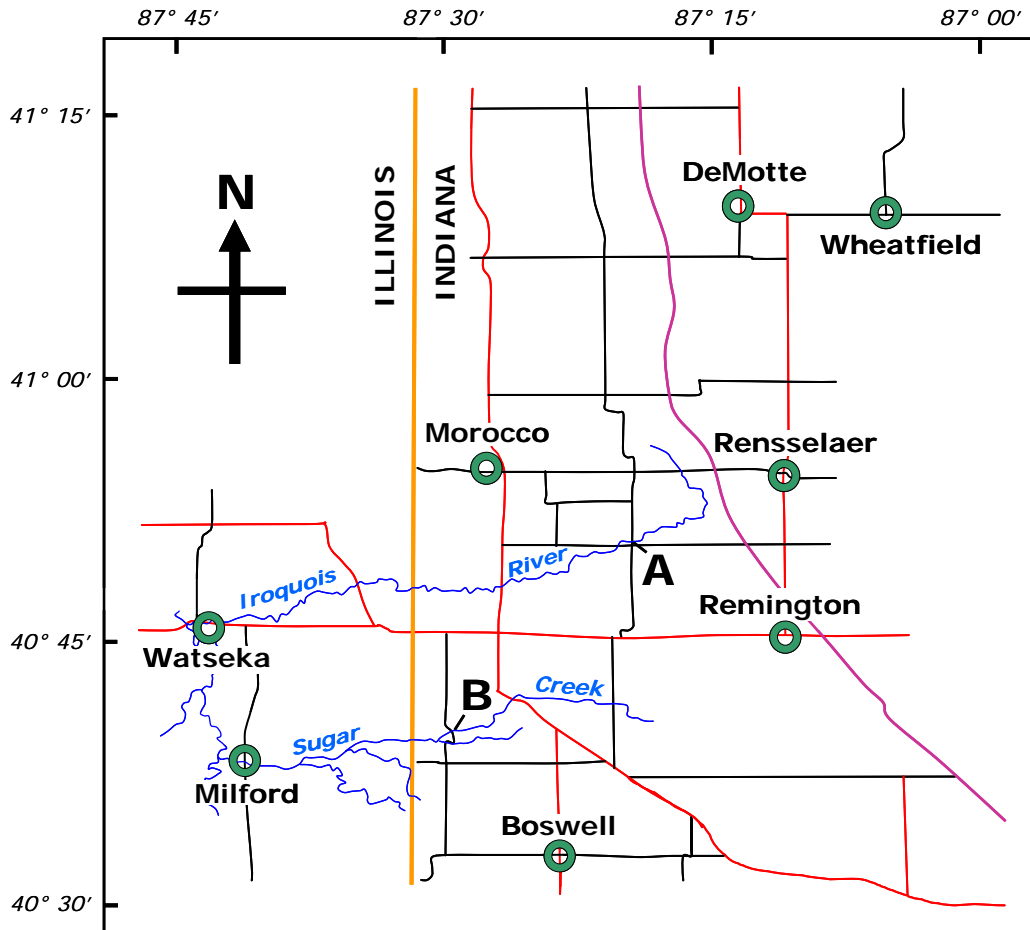 87° 45’ 87° 30’ 87° 15’ 87° 00’
41° 15’
41° 00’
40° 45’
40° 30’
N
ILLINOIS
INDIANA
DeMotte
Wheatfield
Morocco
Rensselaer
Iroquois River
A
Remington
Watseka
B
Sugar Creek
Milford
Boswell